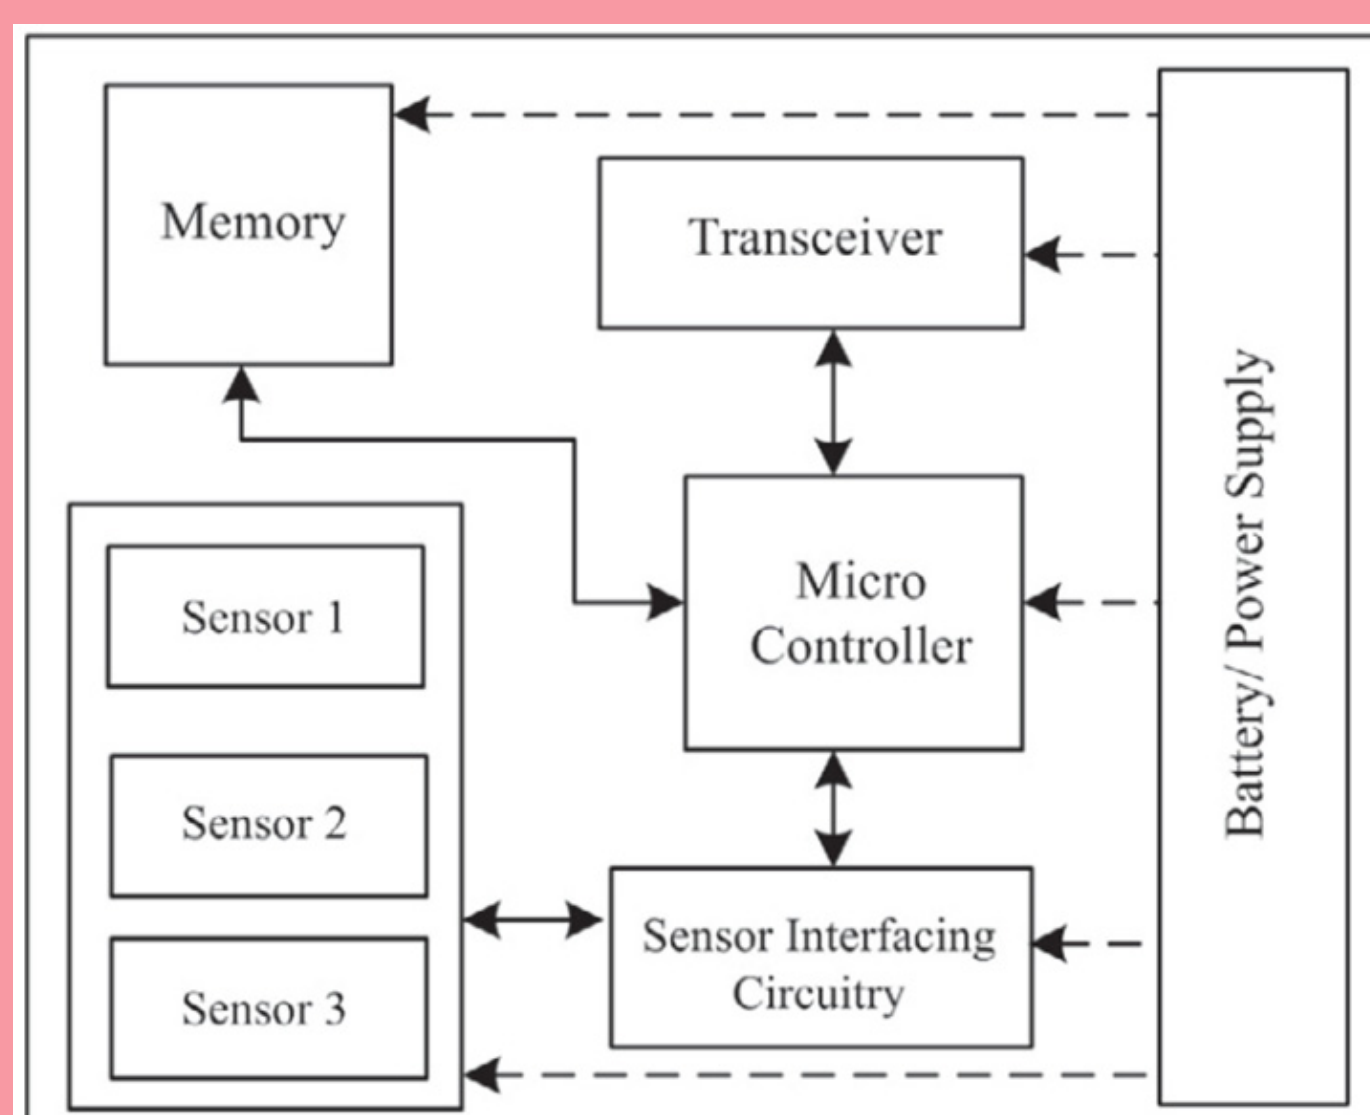 Memory
Transceiver
Micro
Controller
Sensor 1
Sensor 2
Sensor 3
Sensor Interfacing
Circuitry
Battery/ Power Supply